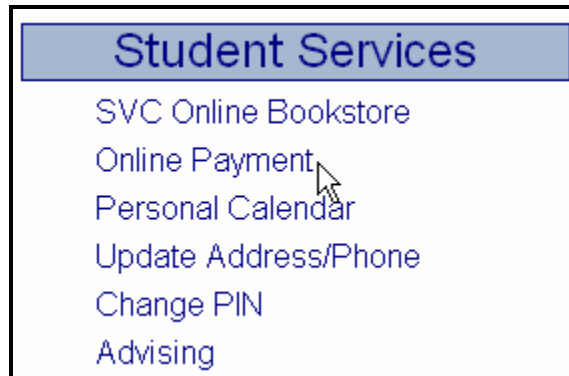 Student Services
SVC Online Bookstore
Online Payment
Personal Calendar
Update Address/Phone
Change PIN
Advising